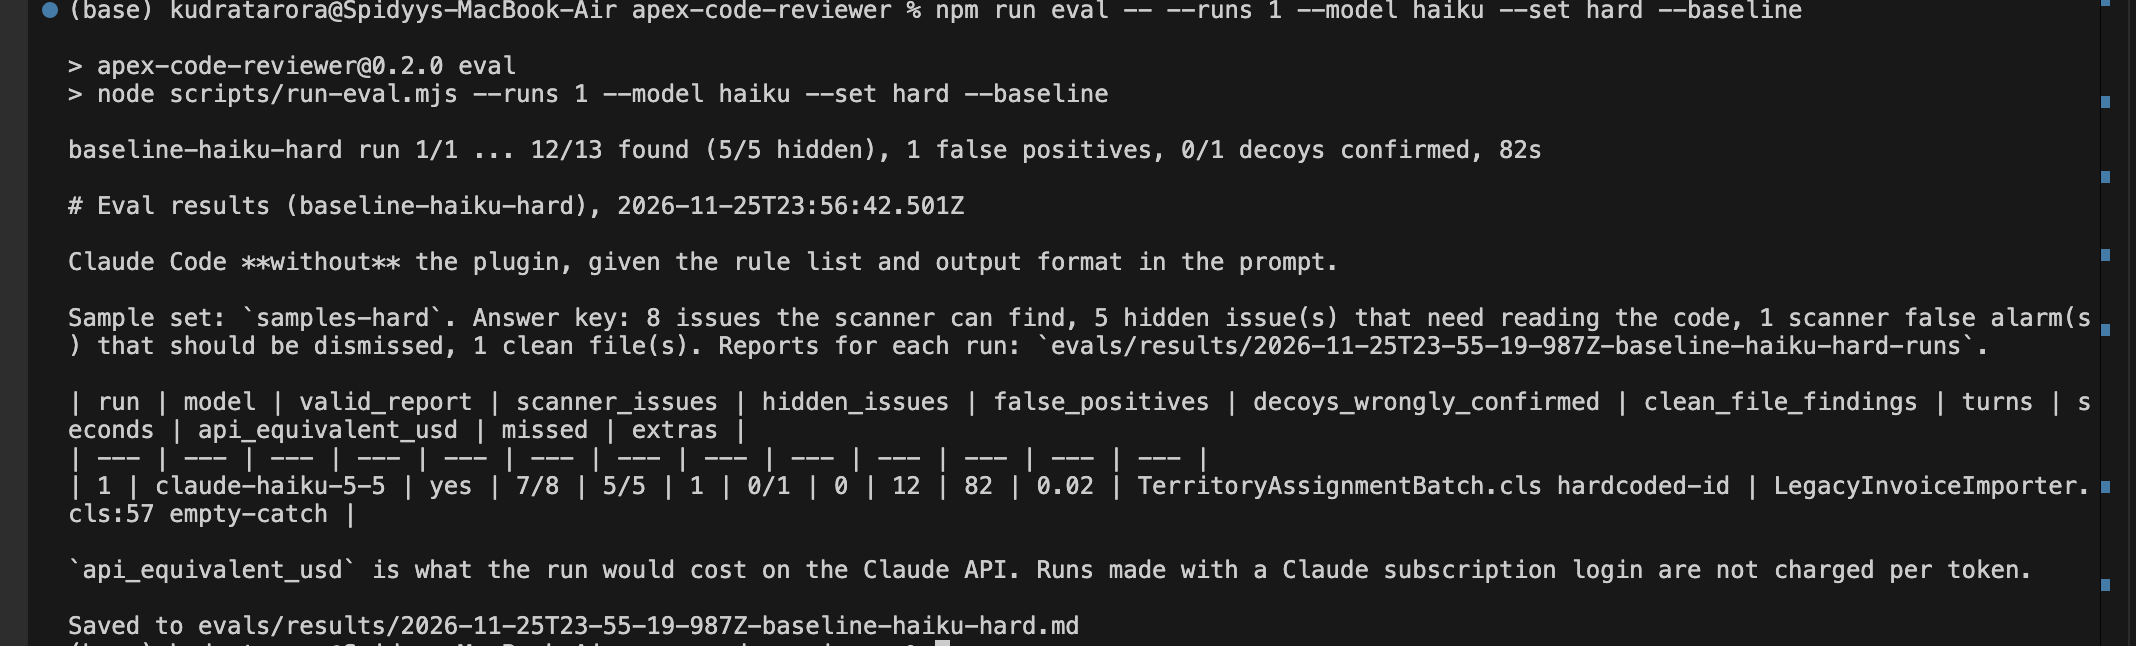 (base) kudratarora@Spidyys-MacBook-Air apex-code-reviewer % npm run eval -- --runs 1 --model haiku --set hard --baseline
> apex-code-reviewer@0.2.0 eval
> node scripts/run-eval.mjs --runs 1 --model haiku --set hard --baseline
baseline-haiku-hard run 1/1 ... 12/13 found (5/5 hidden), 1 false positives, 0/1 decoys confirmed, 82s
# Eval results (baseline-haiku-hard), 2026-11-25T23:56:42.501Z
Claude Code **without** the plugin, given the rule list and output format in the prompt.
Sample set: `samples-hard`. Answer key: 8 issues the scanner can find, 5 hidden issue(s) that need reading the code, 1 scanner false alarm(s
) that should be dismissed, 1 clean file(s). Reports for each run: `evals/results/2026-11-25T23-55-19-987Z-baseline-haiku-hard-runs`.
| run | model | valid_report | scanner_issues | hidden_issues | false_positives | decoys_wrongly_confirmed | clean_file_findings | turns | s
econds | api_equivalent_usd | missed | extras |
| --- | --- | --- | --- | --- | --- | --- | --- | --- | --- | --- | --- | --- |
| 1 | claude-haiku-5-5 | yes | 7/8 | 5/5 | 1 | 0/1 | 0 | 12 | 82 | 0.02 | TerritoryAssignmentBatch.cls hardcoded-id | LegacyInvoiceImporter.
cls:57 empty-catch |
`api_equivalent_usd` is what the run would cost on the Claude API. Runs made with a Claude subscription login are not charged per token.
Saved to evals/results/2026-11-25T23-55-19-987Z-baseline-haiku-hard.md